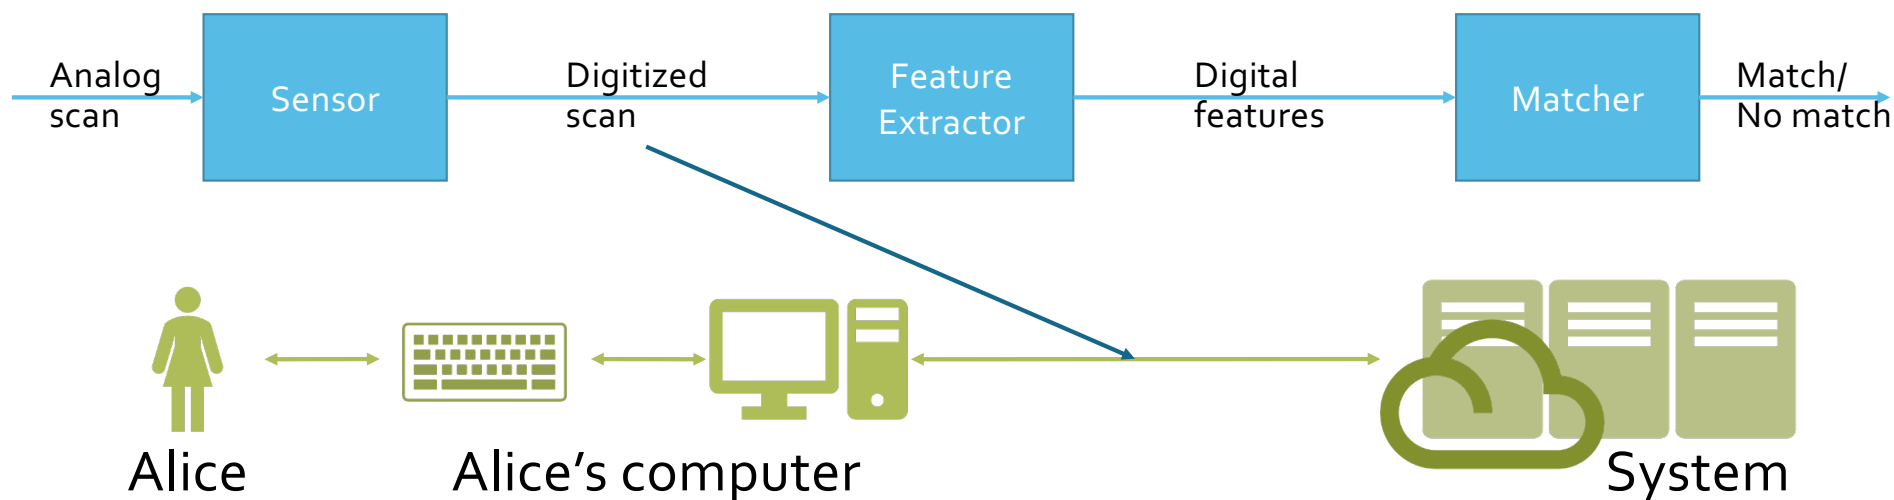 Analog
scan
Sensor
Digitized
scan
Feature
Extractor
Digital
features
Matcher
Match/
No match
Alice
Alice’s computer
System